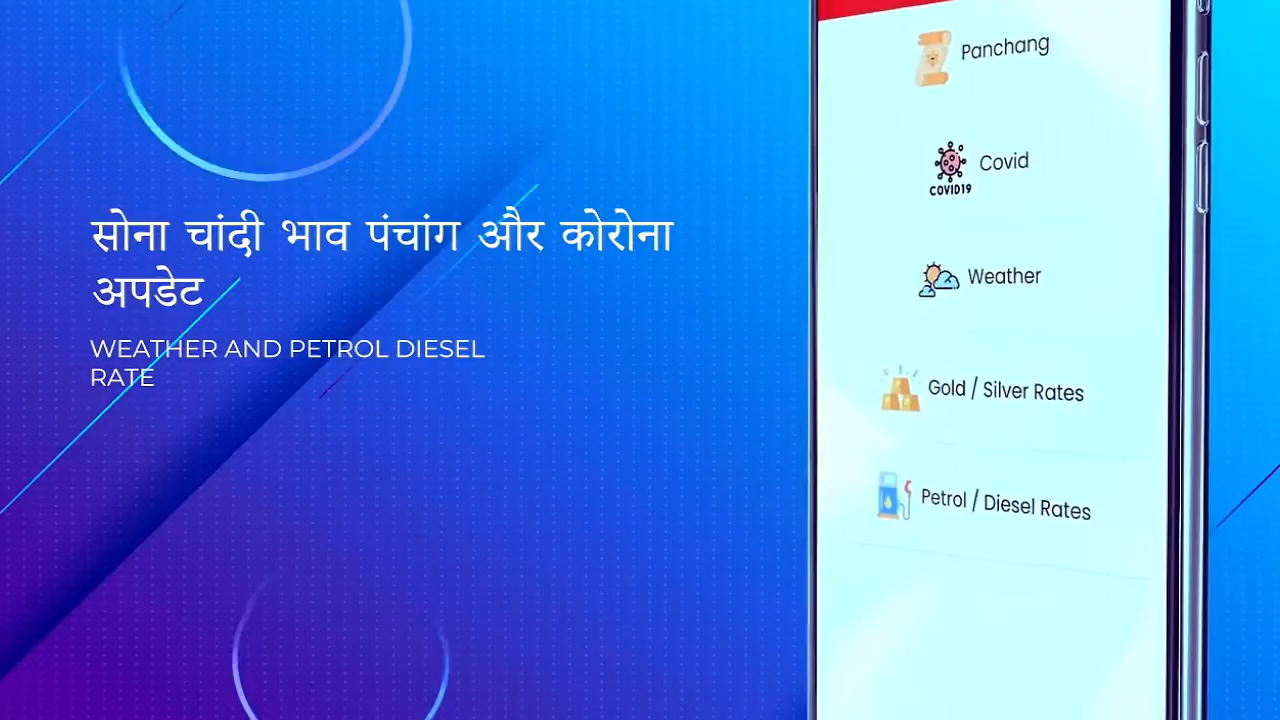 सोना चांदी भाव पंचांग और कोरोना
अपडेट
WEATHER AND PETROL DIESEL
RATE
Panchang
COVID19
Covid
Weather
Gold / Silver Rates
Petrol / Diesel Rates